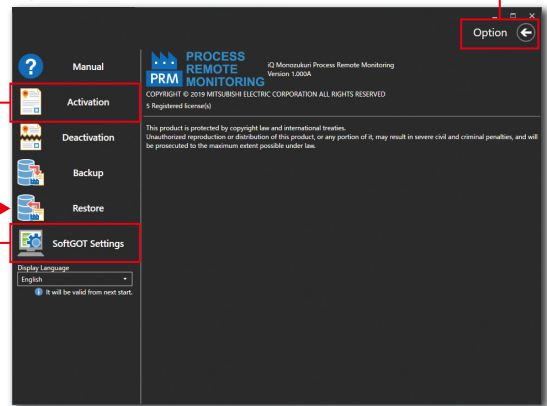 Option
Manual
Activation
Deactivation
Backup
Restore
SoftGOT Settings
Display Language
English
It will be valid from next start.
PRM
PROCESS
REMOTE
MONITORING
iQ Monozukuri Process Remote Monitoring
Version 1.000A
COPYRIGHT © 2019 MITSUBISHI ELECTRIC CORPORATION ALL RIGHTS RESERVED
5 Registered license(s)
This product is protected by copyright law and international treaties.
Unauthorized reproduction or distribution of this product, or any portion of it, may result in severe civil and criminal penalties, and will
be prosecuted to the maximum extent possible under law.